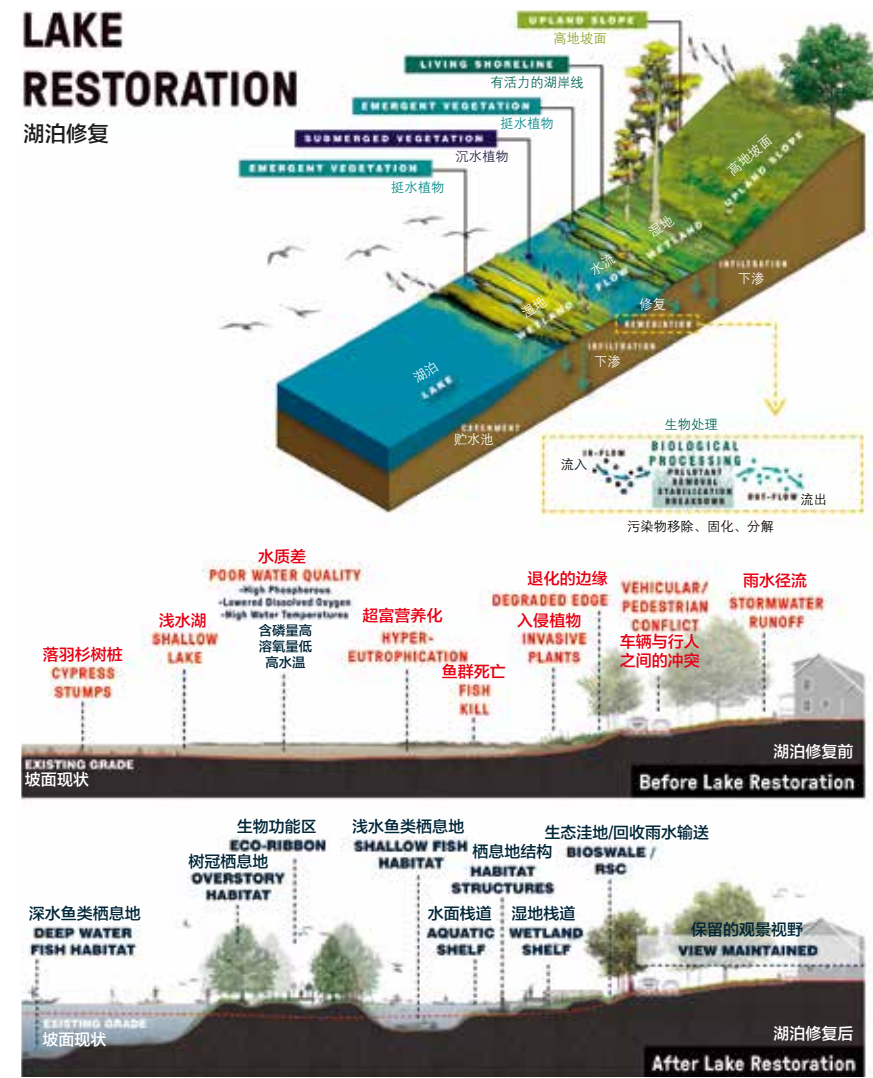 LAKE
RESTORATION
湖泊修复
UPLAND SLOPE
高地坡面
LIVING SHORELINE
有活力的湖岸线
EMERGENT VEGETATION
挺水植物
SUBMERGED VEGETATION
沉水植物
EMERGENT VEGETATION
挺水植物
高地坡面
UPLAND SLOPE
湿地
WETLAND
水流
FLOW
INFILTRATION
下渗
修复
REMEDIATION
湿地
WETLAND
INFILTRATION
下渗
湖泊
LAKE
CATCHMENT
贮水池
生物处理
BIOLOGICAL
PROCESSING
IN-FLOW
流入
POLLUTANT
REMOVAL
STABILIZATION
BREAKDOWN
OUT-FLOW
流出
污染物移除、固化、分解
水质差
POOR WATER QUALITY
-High Phosphorous
-Lowered Dissolved Oxygen
-High Water Temperatures
含磷量高
溶氧量低
高水温
落羽杉树桩
CYPRESS
STUMPS
浅水湖
SHALLOW
LAKE
超富营养化
HYPER-
EUTROPHICATION
鱼群死亡
FISH
KILL
退化的边缘
DEGRADED EDGE
入侵植物
INVASIVE
PLANTS
VEHICULAR/
PEDESTRIAN
CONFLICT
车辆与行人
之间的冲突
雨水径流
STORMWATER
RUNOFF
EXISTING GRADE
坡面现状
湖泊修复前
Before Lake Restoration
深水鱼类栖息地
DEEP WATER
FISH HABITAT
树冠栖息地
OVERSTORY
HABITAT
生物功能区
ECO-RIBBON
浅水鱼类栖息地
SHALLOW FISH
HABITAT
水面栈道
AQUATIC
SHELF
栖息地结构
HABITAT
STRUCTURES
湿地栈道
WETLAND
SHELF
生态洼地/回收雨水输送
BIOSWALE /
RSC
保留的观景视野
VIEW MAINTAINED
EXISTING GRADE
坡面现状
湖泊修复后
After Lake Restoration